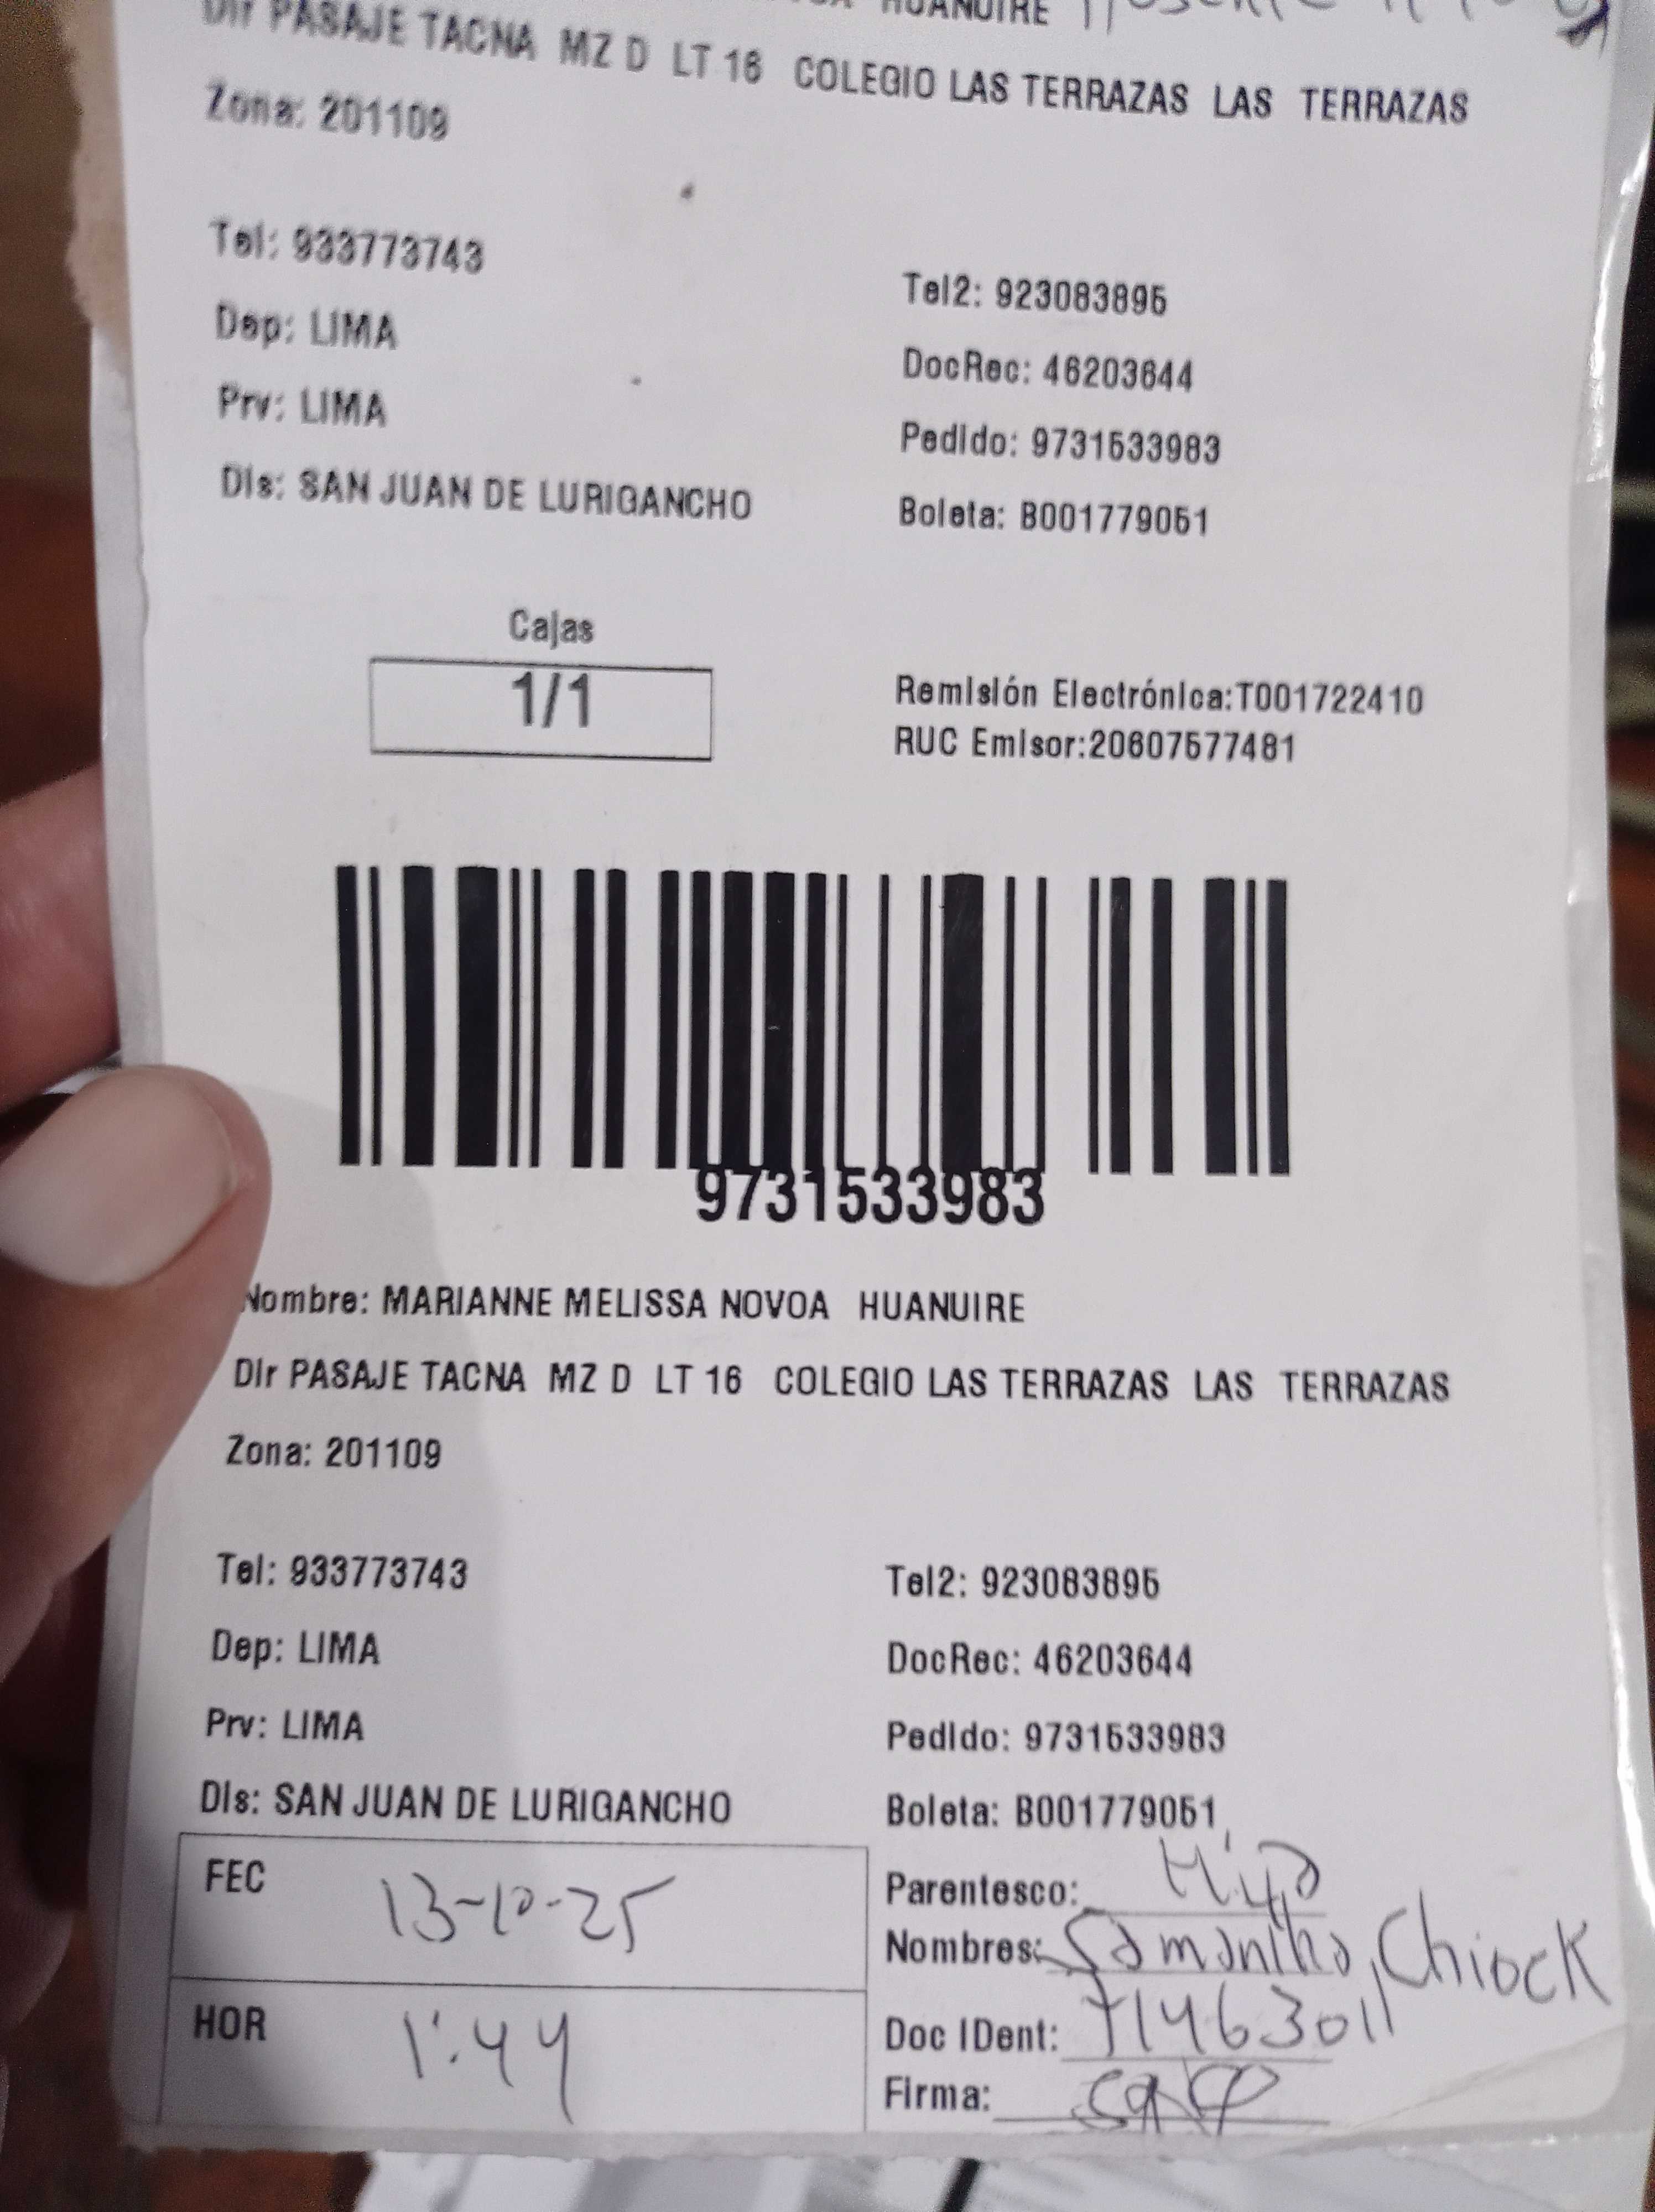 HUANUIRE
Dir PASAJE TACNA MZ D LT 16 COLEGIO LAS TERRAZAS LAS TERRAZAS
Zona: 201109
Tel: 933773743
Tel2: 923083895
Dep: LIMA
DocRec: 46203644
Prv: LIMA
Pedido: 9731533983
Dis: SAN JUAN DE LURIGANCHO
Boleta: B001779051
Cajas
1/1
Remisión Electrónica:T001722410
RUC Emisor:20607577481
9731533983
Nombre: MARIANNE MELISSA NOVOA HUANUIRE
Dir PASAJE TACNA MZ D LT 16 COLEGIO LAS TERRAZAS LAS TERRAZAS
Zona: 201109
Tel: 933773743
Tel2: 923083895
Dep: LIMA
DocRec: 46203644
Prv: LIMA
Pedido: 9731533983
Dis: SAN JUAN DE LURIGANCHO
Boleta: B001779051
FEC 13-10-25
Parentesco: Hija
Nombres: Samantha Chiock
HOR 1:44
Doc IDent: 71463011
Firma: